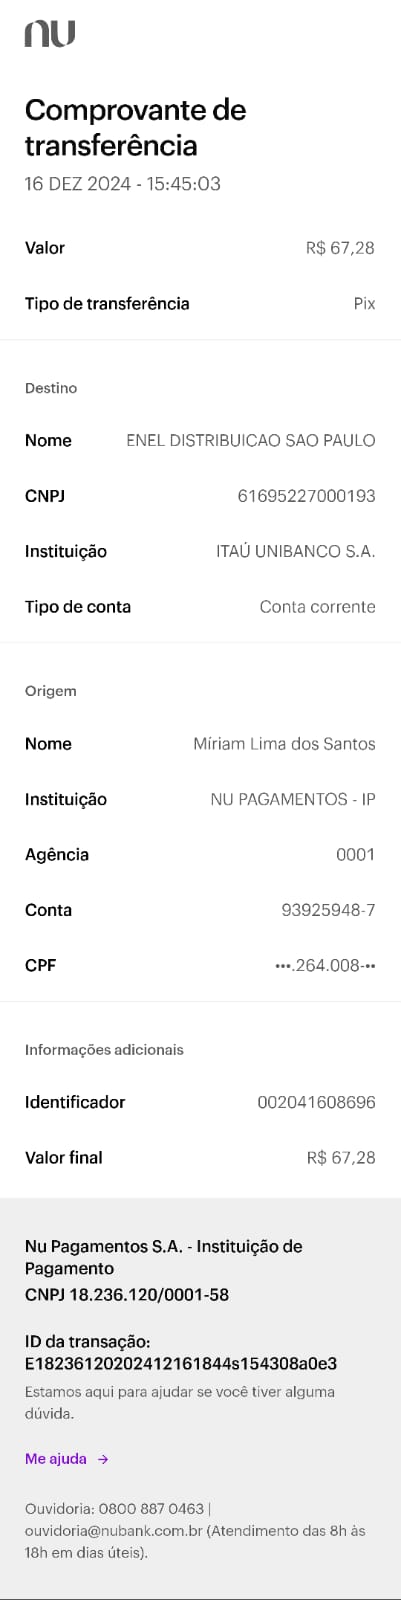 nu
Comprovante de
transferência
16 DEZ 2024 - 15:45:03
Valor R$ 67,28
Tipo de transferência Pix
Destino
Nome ENEL DISTRIBUICAO SAO PAULO
CNPJ 61695227000193
Instituição ITAÚ UNIBANCO S.A.
Tipo de conta Conta corrente
Origem
Nome Míriam Lima dos Santos
Instituição NU PAGAMENTOS - IP
Agência 0001
Conta 93925948-7
CPF •••.264.008-••
Informações adicionais
Identificador 002041608696
Valor final R$ 67,28
Nu Pagamentos S.A. - Instituição de
Pagamento
CNPJ 18.236.120/0001-58
ID da transação:
E18236120202412161844s154308a0e3
Estamos aqui para ajudar se você tiver alguma
dúvida.
Me ajuda →
Ouvidoria: 0800 887 0463 |
ouvidoria@nubank.com.br (Atendimento das 8h às
18h em dias úteis).